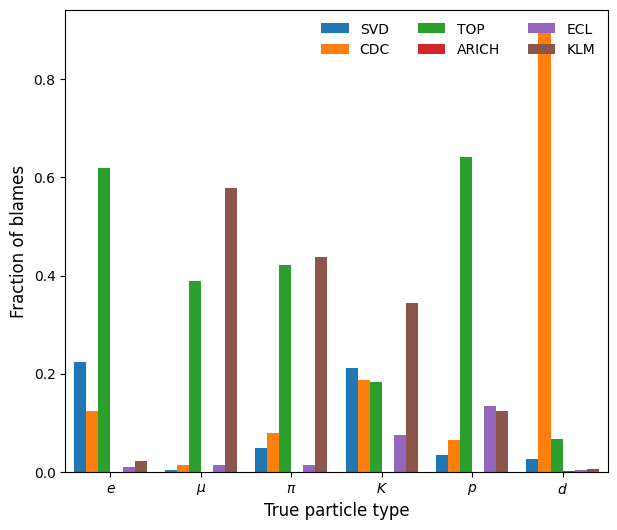 SVD TOP ECL
CDC ARICH KLM
0.8
0.6
0.4
0.2
0.0
Fraction of blames
e μ π K p d
True particle type